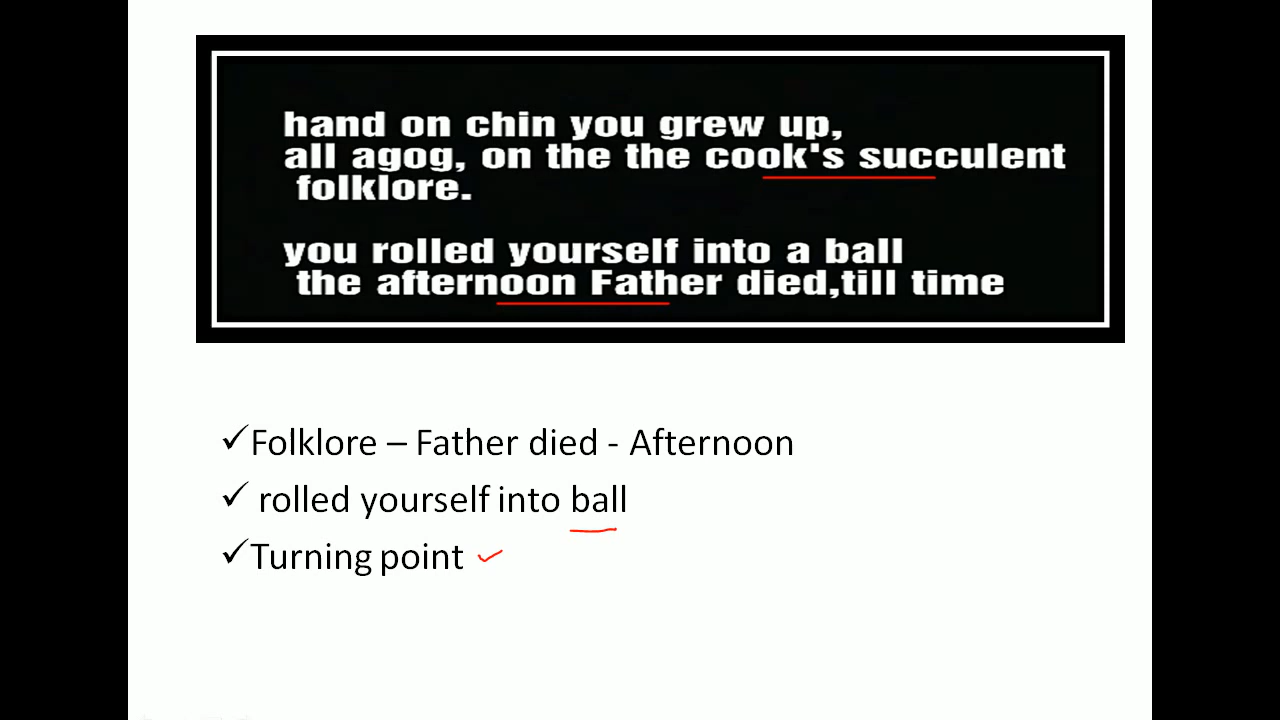 hand on chin you grew up,
all agog, on the the cook's succulent
folklore.
you rolled yourself into a ball
the afternoon Father died,till time
✓Folklore – Father died - Afternoon
✓ rolled yourself into ball
✓Turning point